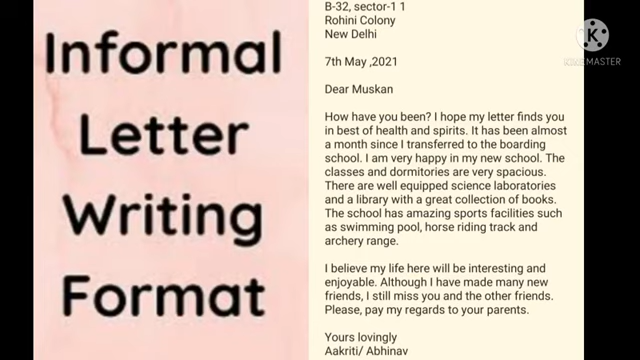 Informal
Letter
Writing
Format
B-32, sector-1 1
Rohini Colony
New Delhi
7th May ,2021
Dear Muskan
How have you been? I hope my letter finds you
in best of health and spirits. It has been almost
a month since I transferred to the boarding
school. I am very happy in my new school. The
classes and dormitories are very spacious.
There are well equipped science laboratories
and a library with a great collection of books.
The school has amazing sports facilities such
as swimming pool, horse riding track and
archery range.
I believe my life here will be interesting and
enjoyable. Although I have made many new
friends, I still miss you and the other friends.
Please, pay my regards to your parents.
Yours lovingly
Aakriti/ Abhinav
K
KINEMASTER